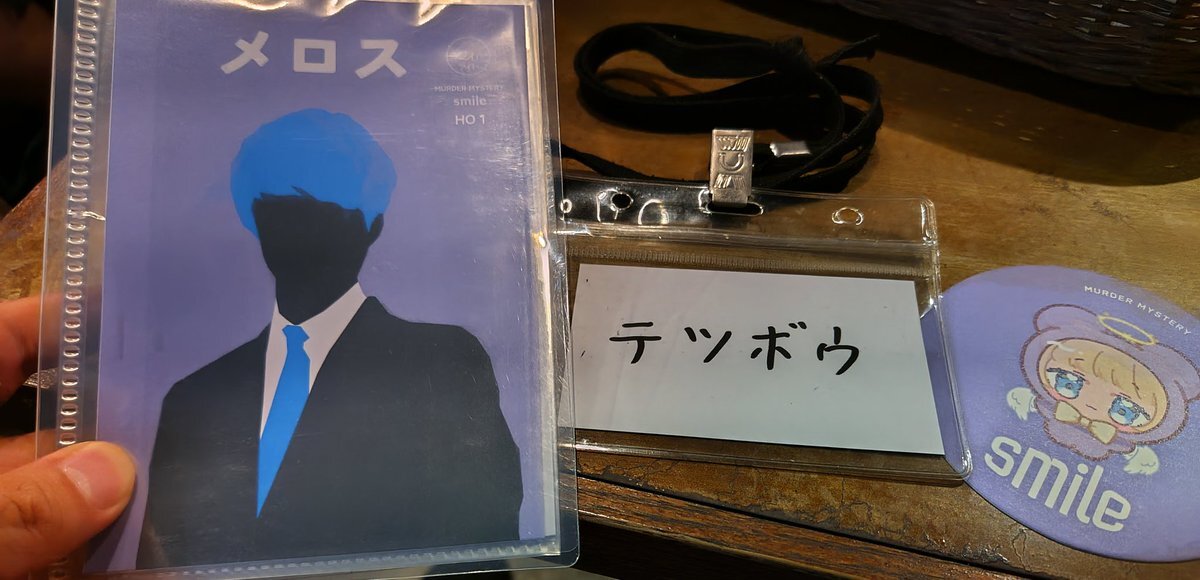 メロス
MURDER MYSTERY
smile
HO 1
テツボウ
MURDER MYSTERY
smile